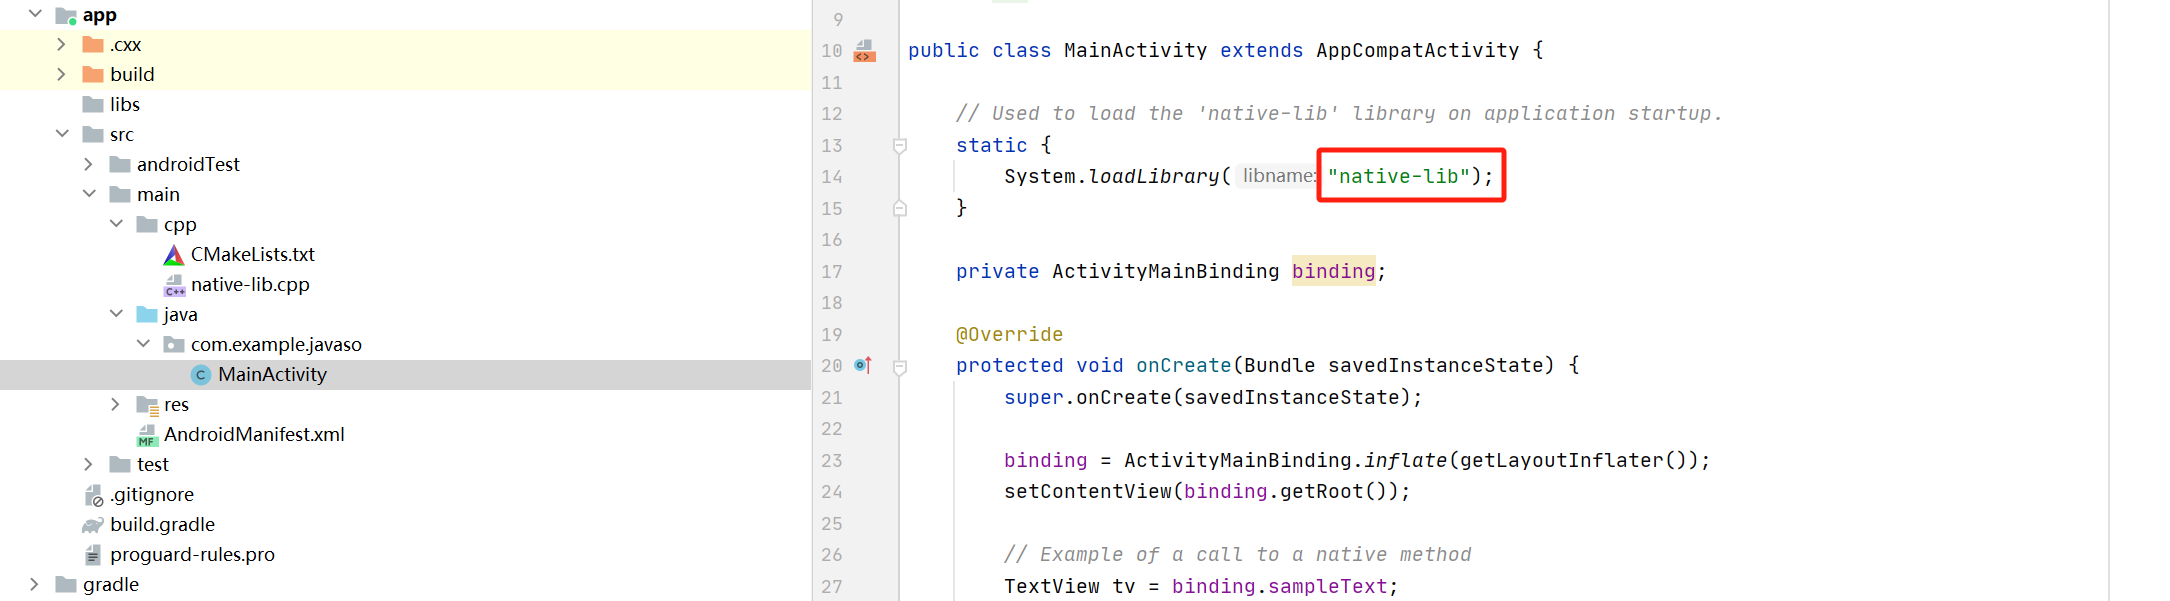 app
.cxx
build
libs
src
androidTest
main
cpp
CMakeLists.txt
native-lib.cpp
java
com.example.javaso
MainActivity
res
AndroidManifest.xml
test
.gitignore
build.gradle
proguard-rules.pro
gradle
9
10 public class MainActivity extends AppCompatActivity {
11
12 // Used to load the 'native-lib' library on application startup.
13 static {
14 System.loadLibrary( libname: "native-lib");
15 }
16
17 private ActivityMainBinding binding;
18
19 @Override
20 protected void onCreate(Bundle savedInstanceState) {
21 super.onCreate(savedInstanceState);
22
23 binding = ActivityMainBinding.inflate(getLayoutInflater());
24 setContentView(binding.getRoot());
25
26 // Example of a call to a native method
27 TextView tv = binding.sampleText;